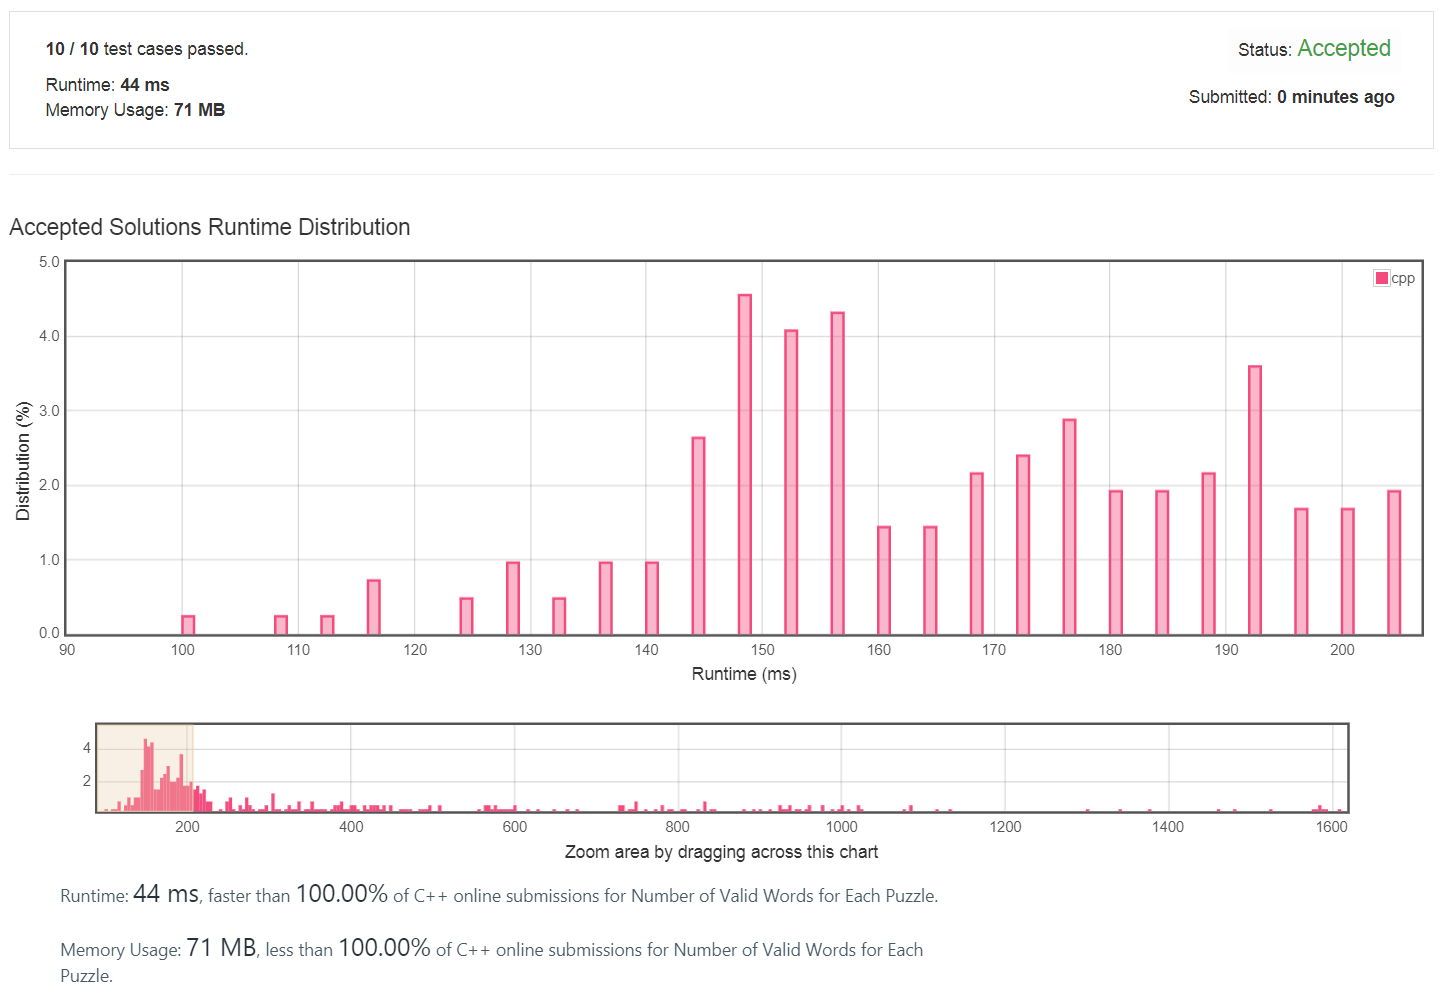 10 / 10 test cases passed.
Status: Accepted
Runtime: 44 ms
Submitted: 0 minutes ago
Memory Usage: 71 MB
Accepted Solutions Runtime Distribution
5.0
cpp
4.0
3.0
2.0
1.0
0.0
Distribution (%)
90 100 110 120 130 140 150 160 170 180 190 200
Runtime (ms)
4
2
200 400 600 800 1000 1200 1400 1600
Zoom area by dragging across this chart
Runtime: 44 ms, faster than 100.00% of C++ online submissions for Number of Valid Words for Each Puzzle.
Memory Usage: 71 MB, less than 100.00% of C++ online submissions for Number of Valid Words for Each
Puzzle.